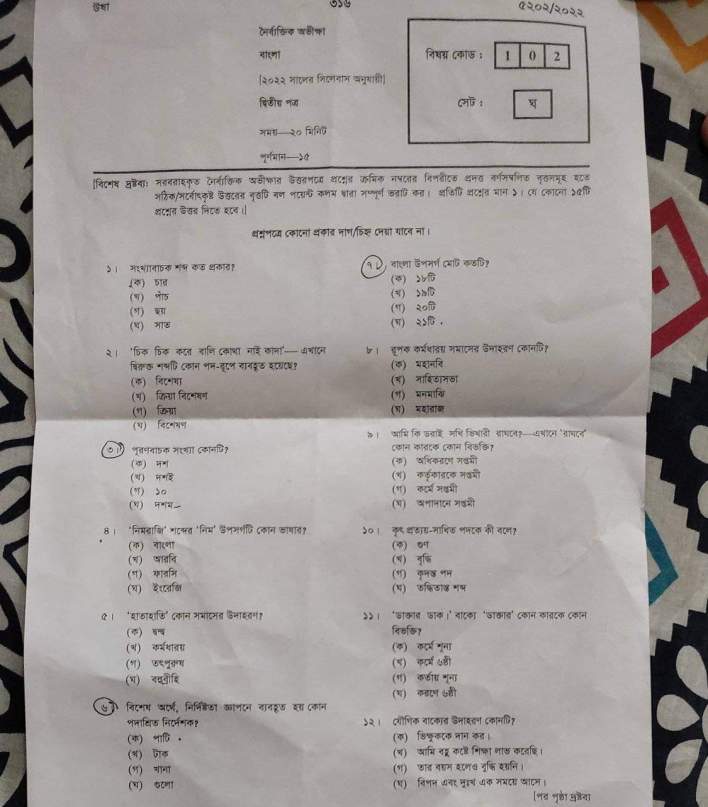 ঊষা
৩১৬
৫২০২/২০২২
নৈর্ব্যক্তিক অভীক্ষা
বাংলা
[২০২২ সালের সিলেবাস অনুযায়ী]
দ্বিতীয় পত্র
সময়—২০ মিনিট
পূর্ণমান—১৫
বিষয় কোড : 1 0 2
সেট : ঘ
[বিশেষ দ্রষ্টব্য: সরবরাহকৃত নৈর্ব্যক্তিক অভীক্ষার উত্তরপত্রে প্রশ্নের ক্রমিক নম্বরের বিপরীতে প্রদত্ত বর্ণসম্বলিত বৃত্তসমূহ হতে
সঠিক/সর্বোৎকৃষ্ট উত্তরের বৃত্তটি বল পয়েন্ট কলম দ্বারা সম্পূর্ণ ভরাট কর। প্রতিটি প্রশ্নের মান ১। যে কোনো ১৫টি
প্রশ্নের উত্তর দিতে হবে।]
প্রশ্নপত্রে কোনো প্রকার দাগ/চিহ্ন দেয়া যাবে না।
১। সংখ্যাবাচক শব্দ কত প্রকার?
(ক) চার
(খ) পাঁচ
(গ) ছয়
(ঘ) সাত
২। 'চিক চিক করে বালি কোথা নাই কাদা'— এখানে
দ্বিরুক্ত শব্দটি কোন পদ-রূপে ব্যবহৃত হয়েছে?
(ক) বিশেষ্য
(খ) ক্রিয়া বিশেষণ
(গ) ক্রিয়া
(ঘ) বিশেষণ
৩। পূরণবাচক সংখ্যা কোনটি?
(ক) দশ
(খ) দশই
(গ) ১০
(ঘ) দশম
৪। 'নিমরাজি' শব্দের 'নিম' উপসর্গটি কোন ভাষার?
(ক) বাংলা
(খ) আরবি
(গ) ফারসি
(ঘ) ইংরেজি
৫। 'হাতাহাতি' কোন সমাসের উদাহরণ?
(ক) দ্বন্দ্ব
(খ) কর্মধারয়
(গ) তৎপুরুষ
(ঘ) বহুব্রীহি
৬। বিশেষ অর্থে, নির্দিষ্টতা জ্ঞাপনে ব্যবহৃত হয় কোন
পদাশ্রিত নির্দেশক?
(ক) পাটি
(খ) টাক
(গ) খানা
(ঘ) গুলো
৭। বাংলা উপসর্গ মোট কতটি?
(ক) ১৮টি
(খ) ১৯টি
(গ) ২০টি
(ঘ) ২১টি
৮। রূপক কর্মধারয় সমাসের উদাহরণ কোনটি?
(ক) মহানবি
(খ) সাহিত্যসভা
(গ) মনমাঝি
(ঘ) মহারাজ
৯। আমি কি ডরাই সখি ভিখারী রাঘবে?—এখানে 'রাঘবে'
কোন কারকে কোন বিভক্তি?
(ক) অধিকরণে সপ্তমী
(খ) কর্তৃকারকে সপ্তমী
(গ) কর্মে সপ্তমী
(ঘ) অপাদানে সপ্তমী
১০। কৃৎ প্রত্যয়-সাধিত পদকে কী বলে?
(ক) গুণ
(খ) বৃদ্ধি
(গ) কৃদন্ত পদ
(ঘ) তদ্ধিতান্ত শব্দ
১১। 'ডাক্তার ডাক।' বাক্যে 'ডাক্তার' কোন কারকে কোন
বিভক্তি?
(ক) কর্মে শূন্য
(খ) কর্মে ৬ষ্ঠী
(গ) কর্তায় শূন্য
(ঘ) করণে ৬ষ্ঠী
১২। যৌগিক বাক্যের উদাহরণ কোনটি?
(ক) ভিক্ষুককে দান কর।
(খ) আমি বহু কষ্টে শিক্ষা লাভ করেছি।
(গ) তার বয়স হলেও বুদ্ধি হয়নি।
(ঘ) বিপদ এবং দুঃখ এক সময়ে আসে।
[পর পৃষ্ঠা দ্রষ্টব্য